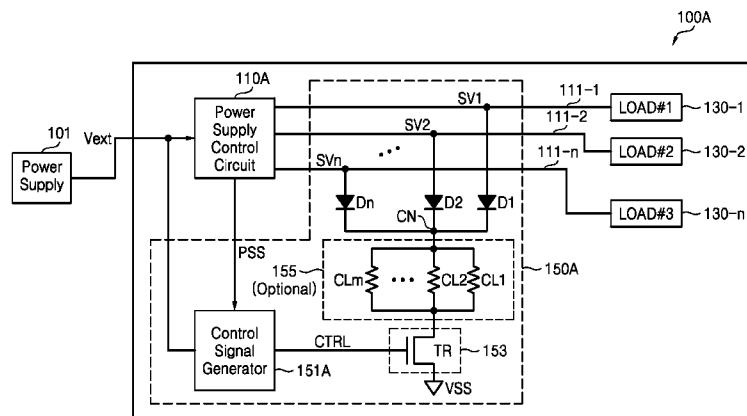 100A
110A
Power
Supply
Control
Circuit
101
Power
Supply
Vext
SV1
SV2
SVn
111-1
111-2
111-n
LOAD#1
130-1
LOAD#2
130-2
LOAD#3
130-n
Dn
D2
D1
CN
PSS
155
(Optional)
CLm
CL2
CL1
150A
Control
Signal
Generator
151A
CTRL
TR
153
VSS